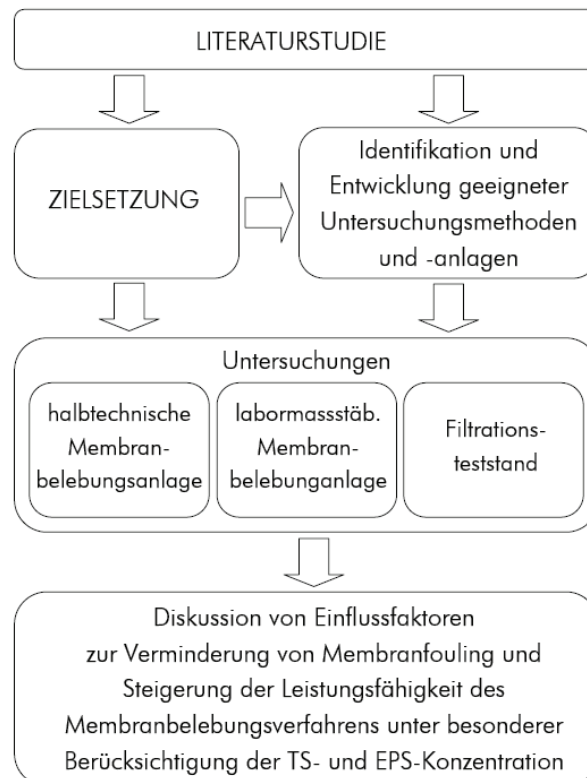 LITERATURSTUDIE
ZIELSETZUNG
Identifikation und
Entwicklung geeigneter
Untersuchungsmethoden
und -anlagen
Untersuchungen
halbtechnische
Membran-
belebungsanlage
labormassstäb.
Membran-
belebunganlage
Filtrations-
teststand
Diskussion von Einflussfaktoren
zur Verminderung von Membranfouling und
Steigerung der Leistungsfähigkeit des
Membranbelebungsverfahrens unter besonderer
Berücksichtigung der TS- und EPS-Konzentration